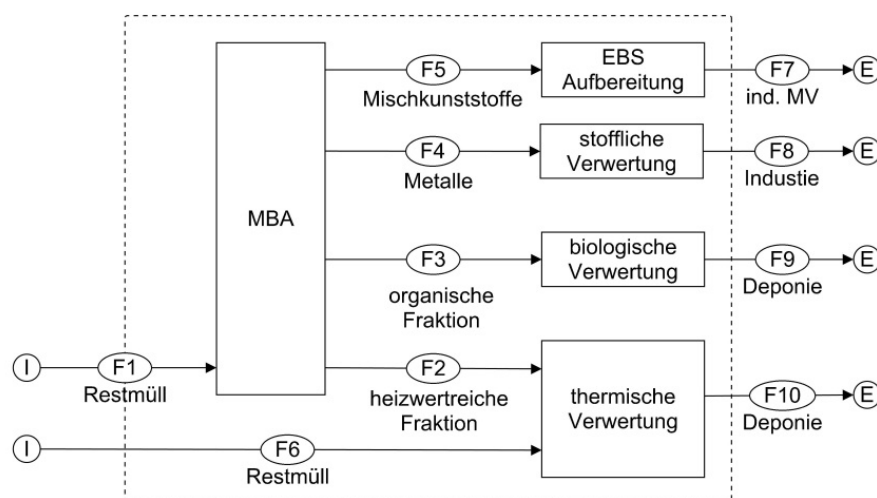 F5
Mischkunststoffe
EBS
Aufbereitung
F7
ind. MV
E
F4
Metalle
stoffliche
Verwertung
F8
Industie
E
MBA
F3
organische
Fraktion
biologische
Verwertung
F9
Deponie
E
I
F1
Restmüll
F2
heizwertreiche
Fraktion
thermische
Verwertung
F10
Deponie
E
I
F6
Restmüll